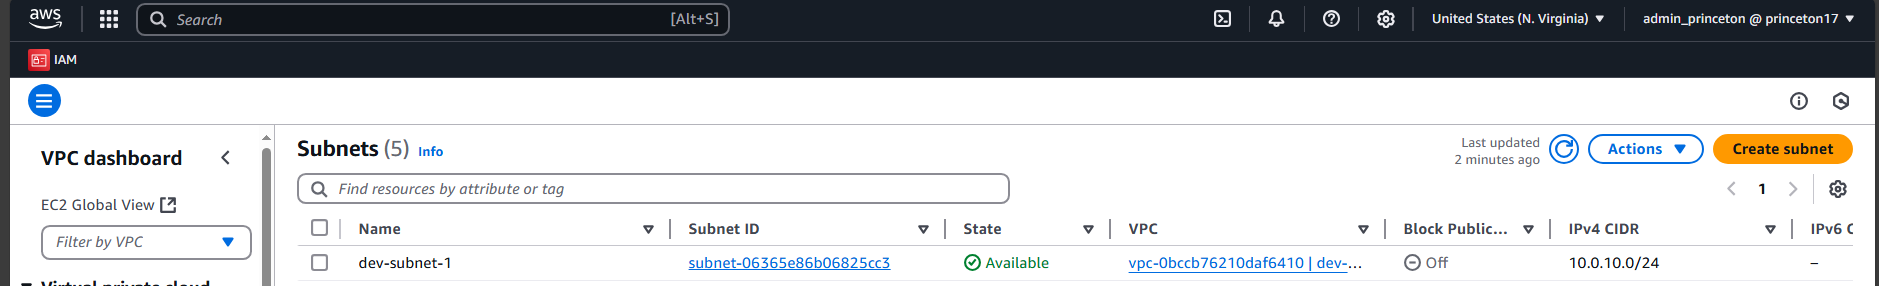 aws
Search [Alt+S]
United States (N. Virginia)
admin_princeton @ princeton17
IAM
VPC dashboard
EC2 Global View
Filter by VPC
Subnets (5) Info
Last updated
2 minutes ago
Actions
Create subnet
Find resources by attribute or tag
1
Name Subnet ID State VPC Block Public... IPv4 CIDR IPv6 C
dev-subnet-1 subnet-06365e86b06825cc3 Available vpc-0bccb76210daf6410 | dev-... Off 10.0.10.0/24 –
Virtual private cloud